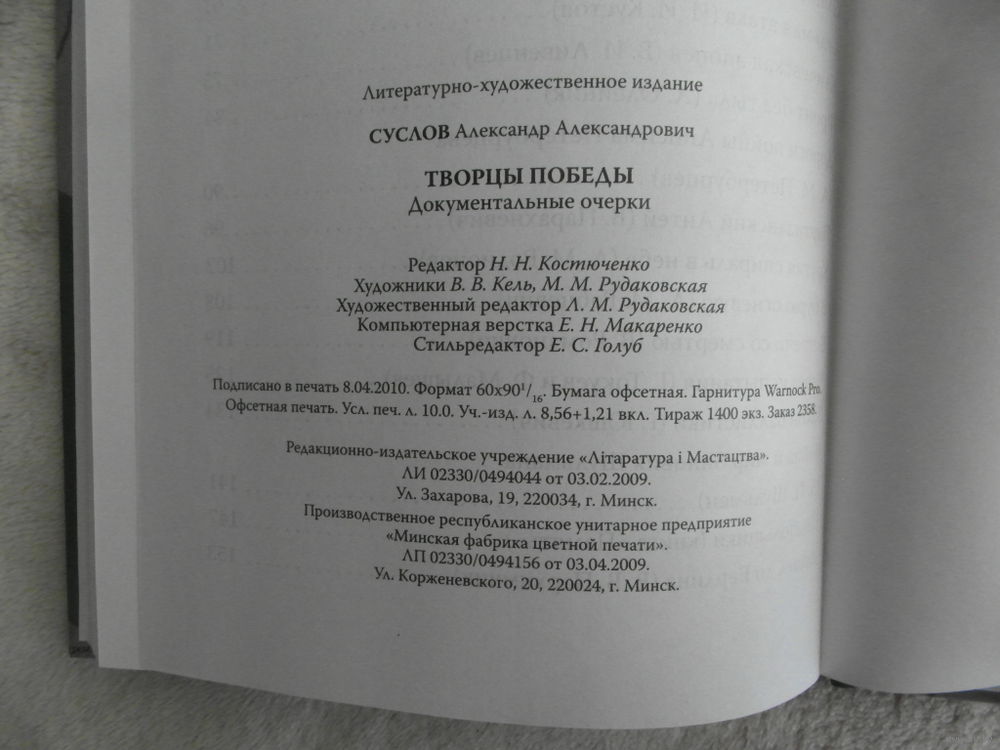 Литературно-художественное издание
СУСЛОВ Александр Александрович
ТВОРЦЫ ПОБЕДЫ
Документальные очерки
Редактор Н. Н. Костюченко
Художники В. В. Кель, М. М. Рудаковская
Художественный редактор Л. М. Рудаковская
Компьютерная верстка Е. Н. Макаренко
Стильредактор Е. С. Голуб
Подписано в печать 8.04.2010. Формат 60х90¹/₁₆. Бумага офсетная. Гарнитура Warnock Pro.
Офсетная печать. Усл. печ. л. 10.0. Уч.-изд. л. 8,56+1,21 вкл. Тираж 1400 экз. Заказ 2358.
Редакционно-издательское учреждение «Літаратура і Мастацтва».
ЛИ 02330/0494044 от 03.02.2009.
Ул. Захарова, 19, 220034, г. Минск.
Производственное республиканское унитарное предприятие
«Минская фабрика цветной печати».
ЛП 02330/0494156 от 03.04.2009.
Ул. Корженевского, 20, 220024, г. Минск.